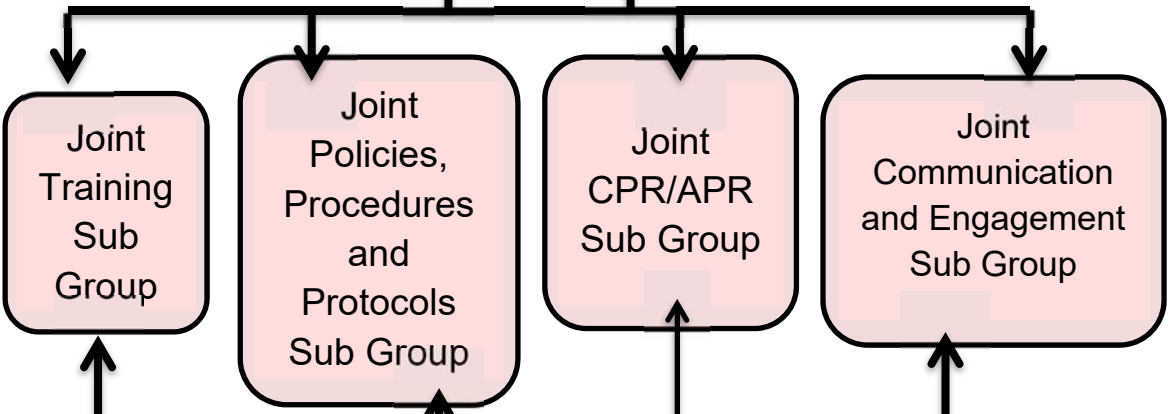 Joint
Training
Sub
Group
Joint
Policies,
Procedures
and
Protocols
Sub Group
Joint
CPR/APR
Sub Group
Joint
Communication
and Engagement
Sub Group